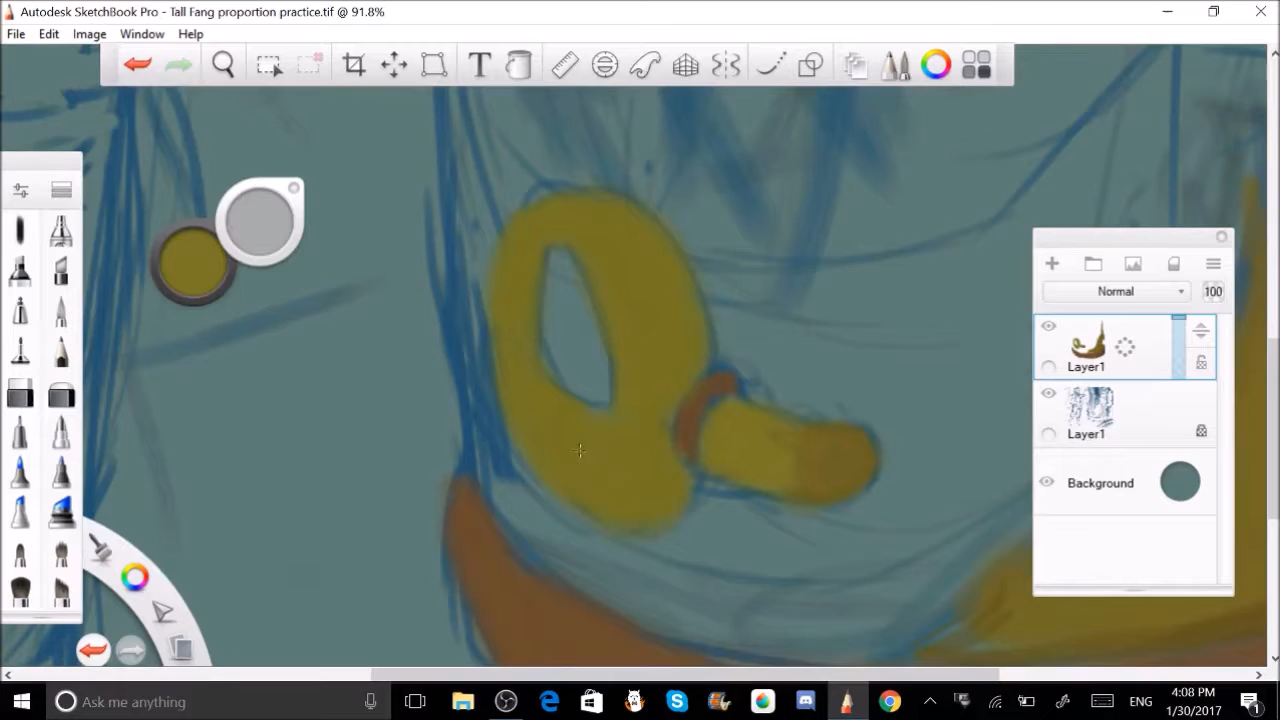 Autodesk SketchBook Pro - Tall Fang proportion practice.tif @ 91.8%
File Edit Image Window Help
T
Normal 100
Layer1
Layer1
Background
Ask me anything
ENG
4:08 PM
1/30/2017
1